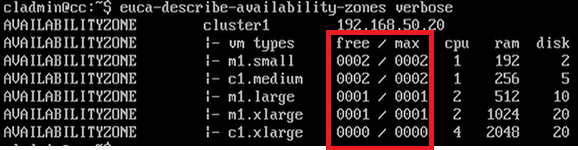 cladmin@cc:~$ euca-describe-availability-zones verbose
AVAILABILITYZONE cluster1 192.168.50.20
AVAILABILITYZONE |- vm types free / max cpu ram disk
AVAILABILITYZONE |- m1.small 0002 / 0002 1 192 2
AVAILABILITYZONE |- c1.medium 0002 / 0002 1 256 5
AVAILABILITYZONE |- m1.large 0001 / 0001 2 512 10
AVAILABILITYZONE |- m1.xlarge 0001 / 0001 2 1024 20
AVAILABILITYZONE |- c1.xlarge 0000 / 0000 4 2048 20
cladmin@cc:~$